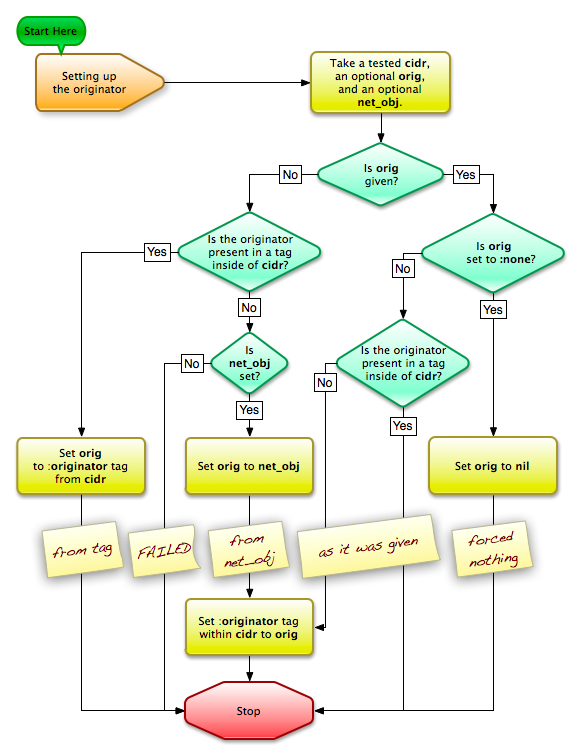 Start Here
Setting up
the originator
Take a tested cidr,
an optional orig,
and an optional
net_obj.
Is orig
given?
No
Yes
Is the originator
present in a tag
inside of cidr?
Is orig
set to :none?
Yes
No
No
Yes
Is
net_obj
set?
Is the originator
present in a tag
inside of cidr?
No
No
Yes
Yes
Set orig
to :originator tag
from cidr
Set orig to net_obj
Set orig to nil
from tag
FAILED
from
net_obj
as it was given
forced
nothing
Set :originator tag
within cidr to orig
Stop